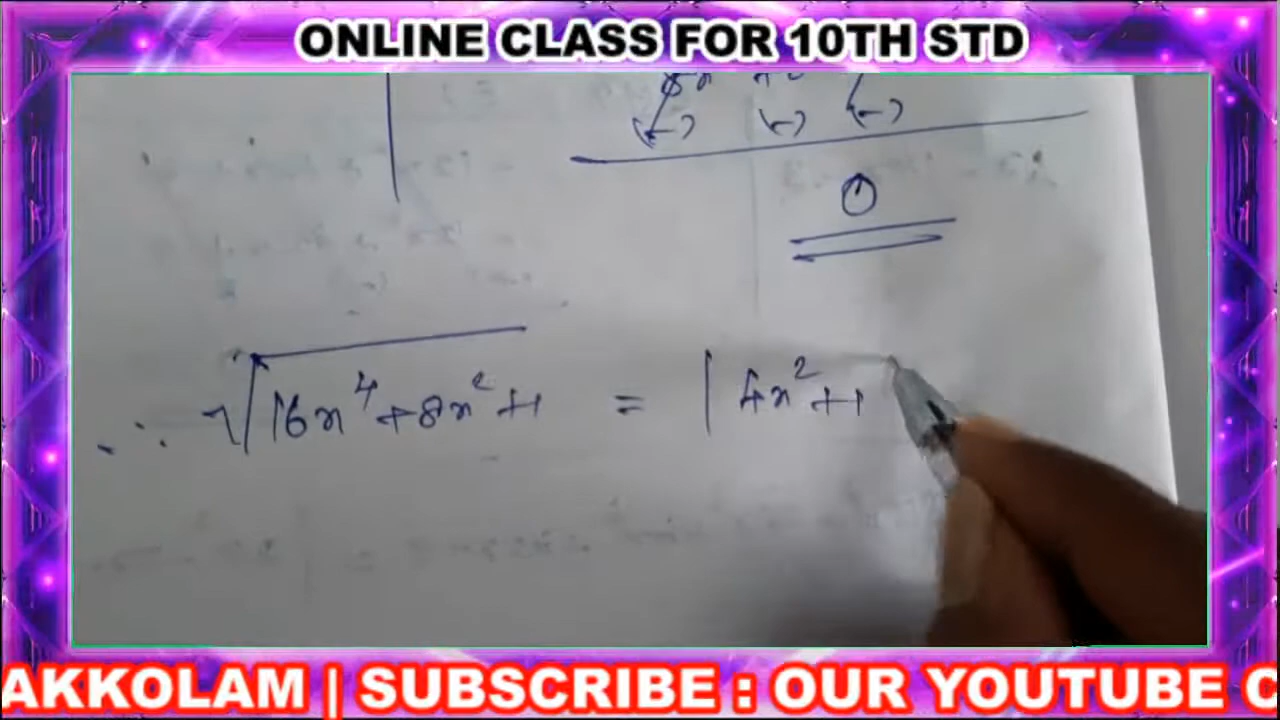 ONLINE CLASS FOR 10TH STD
(-) (-) (-)
0
∴ √16x⁴+8x²+1 = |4x²+1
AKKOLAM | SUBSCRIBE : OUR YOUTUBE C